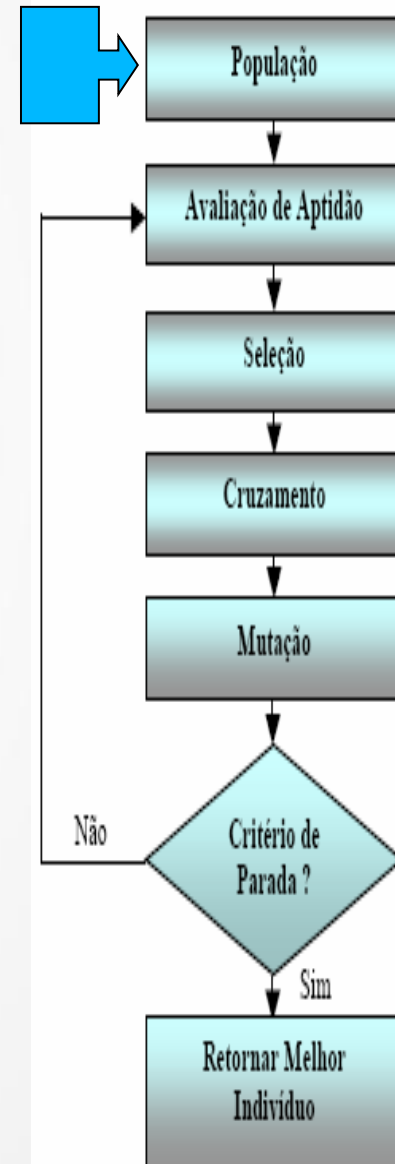 População
Avaliação de Aptidão
Seleção
Cruzamento
Mutação
Não
Critério de
Parada ?
Sim
Retornar Melhor
Indivíduo